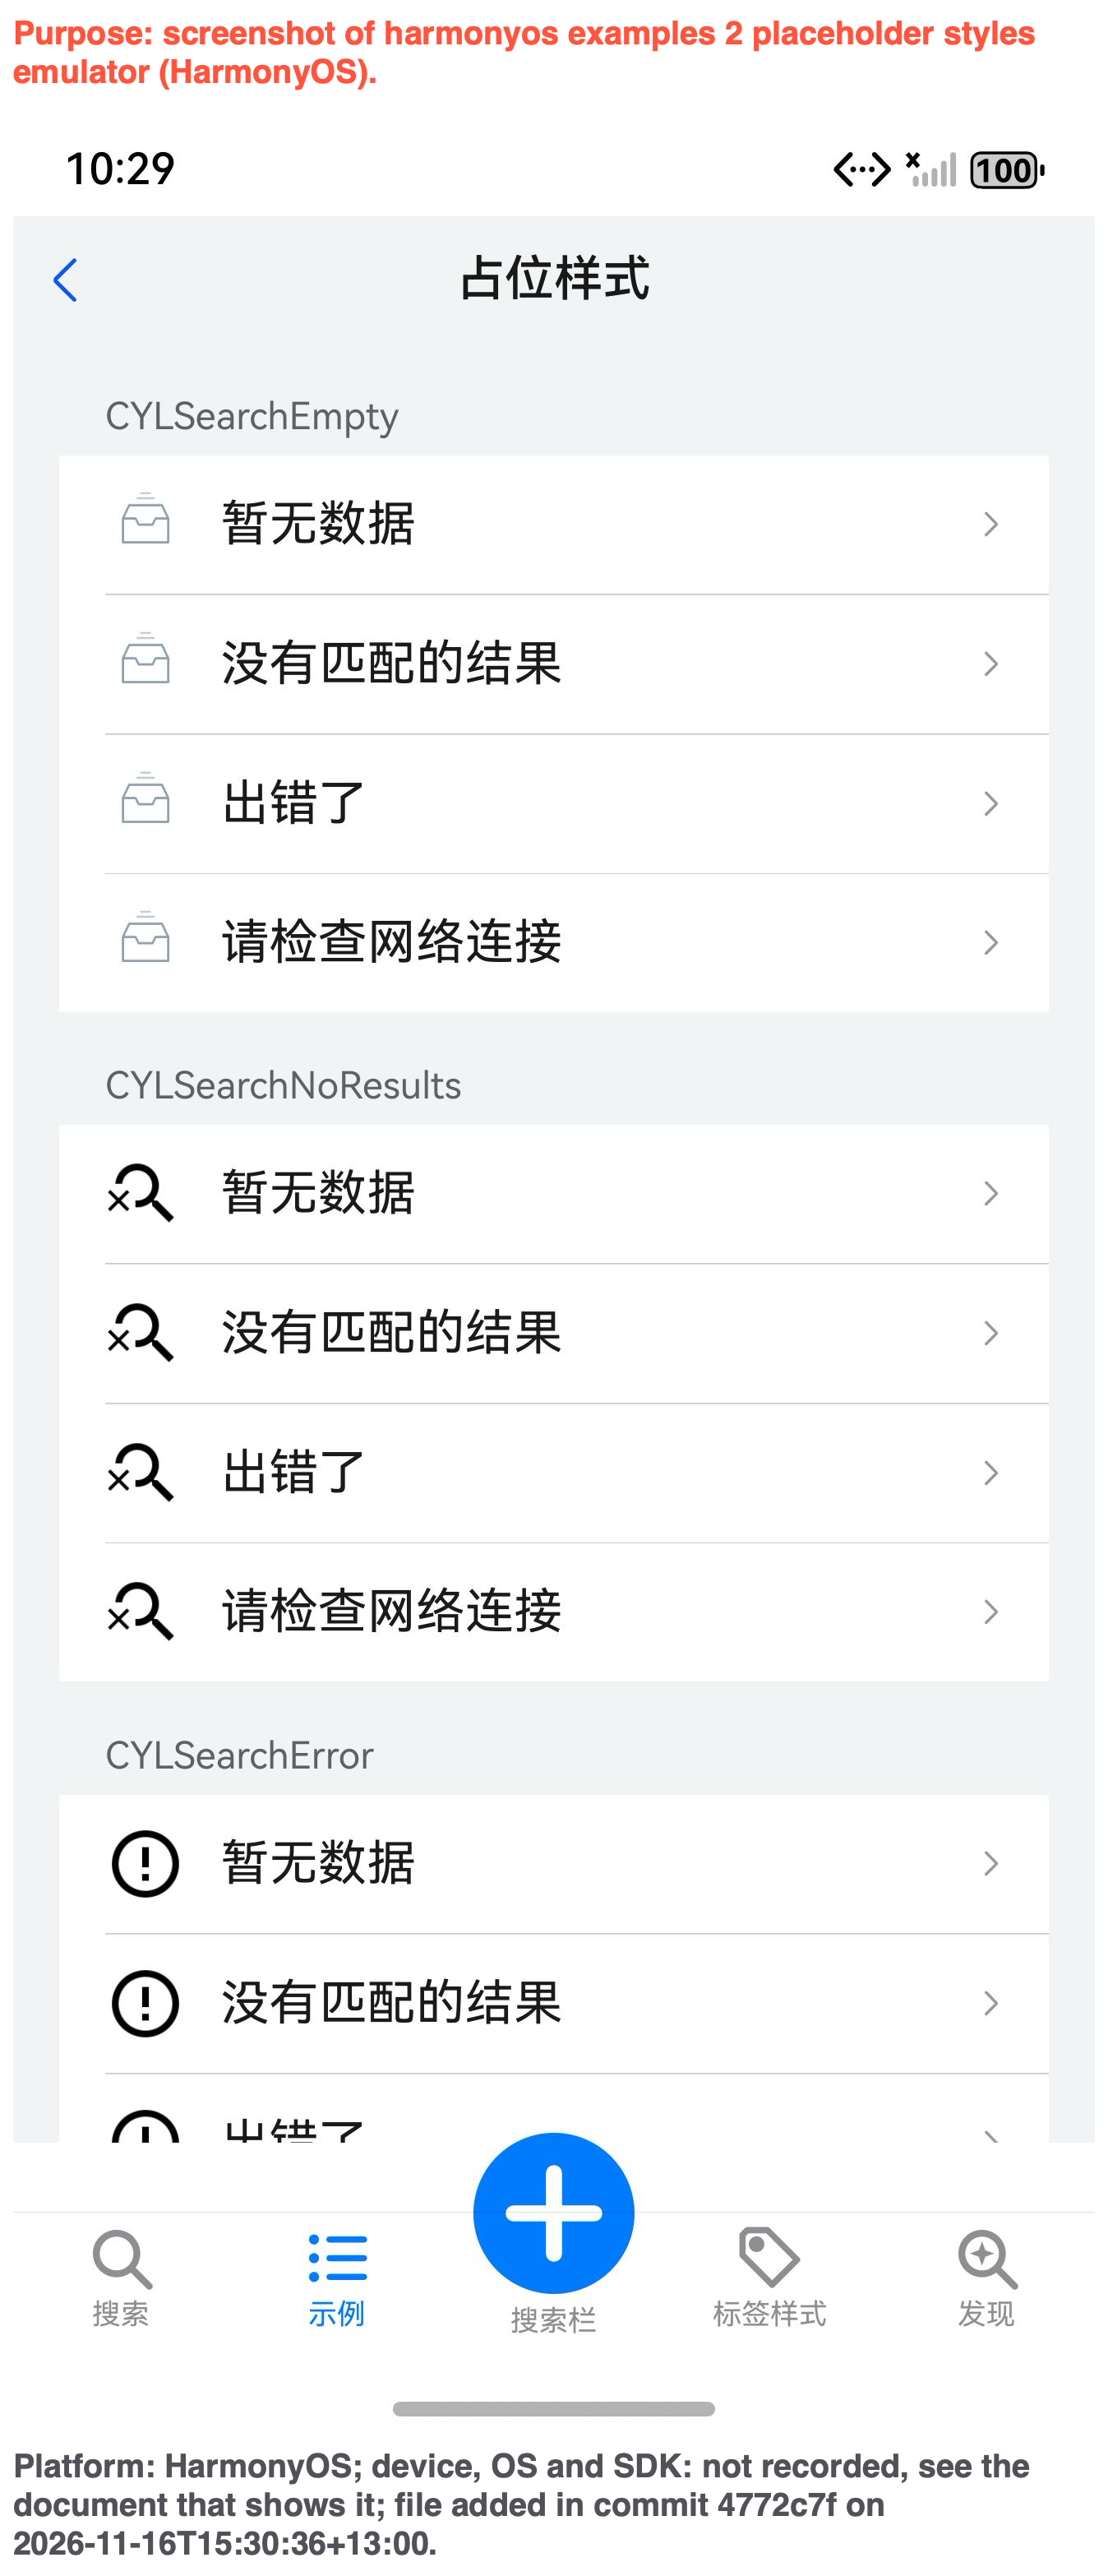 Purpose: screenshot of harmonyos examples 2 placeholder styles
emulator (HarmonyOS).
10:29
100
占位样式
CYLSearchEmpty
暂无数据
没有匹配的结果
出错了
请检查网络连接
CYLSearchNoResults
暂无数据
没有匹配的结果
出错了
请检查网络连接
CYLSearchError
暂无数据
没有匹配的结果
出错了
搜索
示例
搜索栏
标签样式
发现
Platform: HarmonyOS; device, OS and SDK: not recorded, see the
document that shows it; file added in commit 4772c7f on
2026-11-16T15:30:36+13:00.